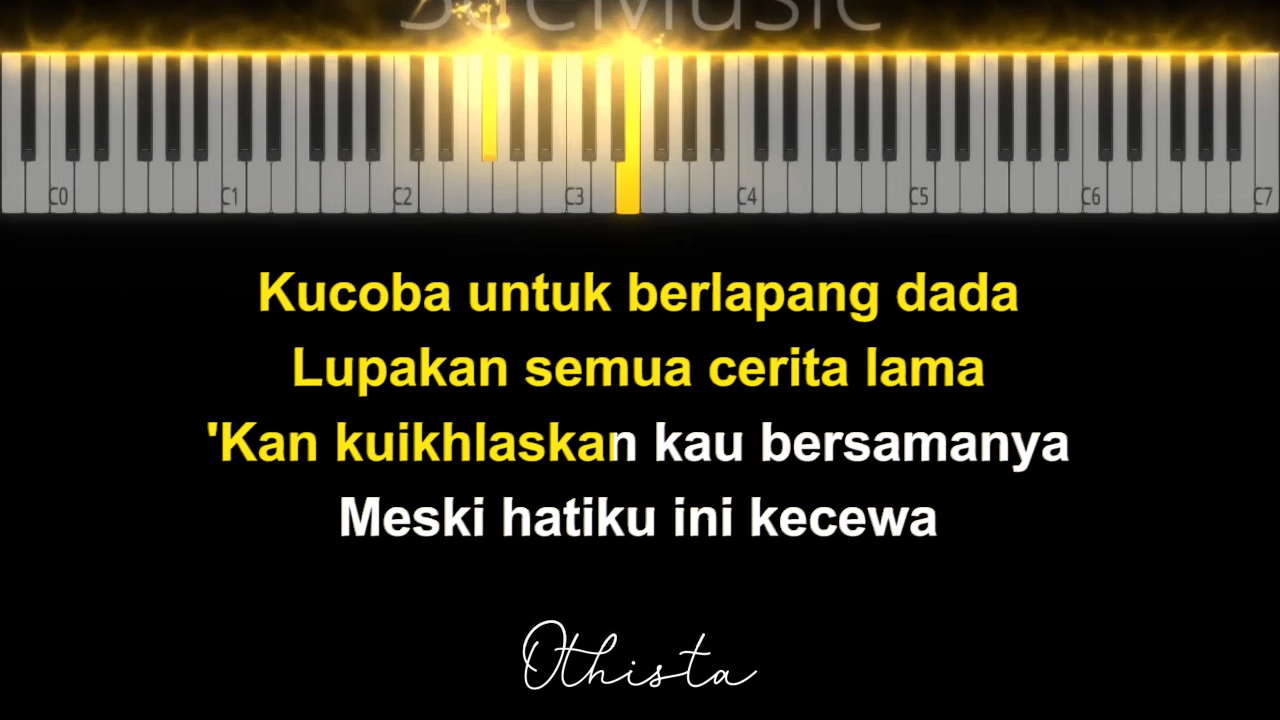 C0 C1 C2 C3 C4 C5 C6 C7
Kucoba untuk berlapang dada
Lupakan semua cerita lama
'Kan kuikhlaskan kau bersamanya
Meski hatiku ini kecewa
Othista